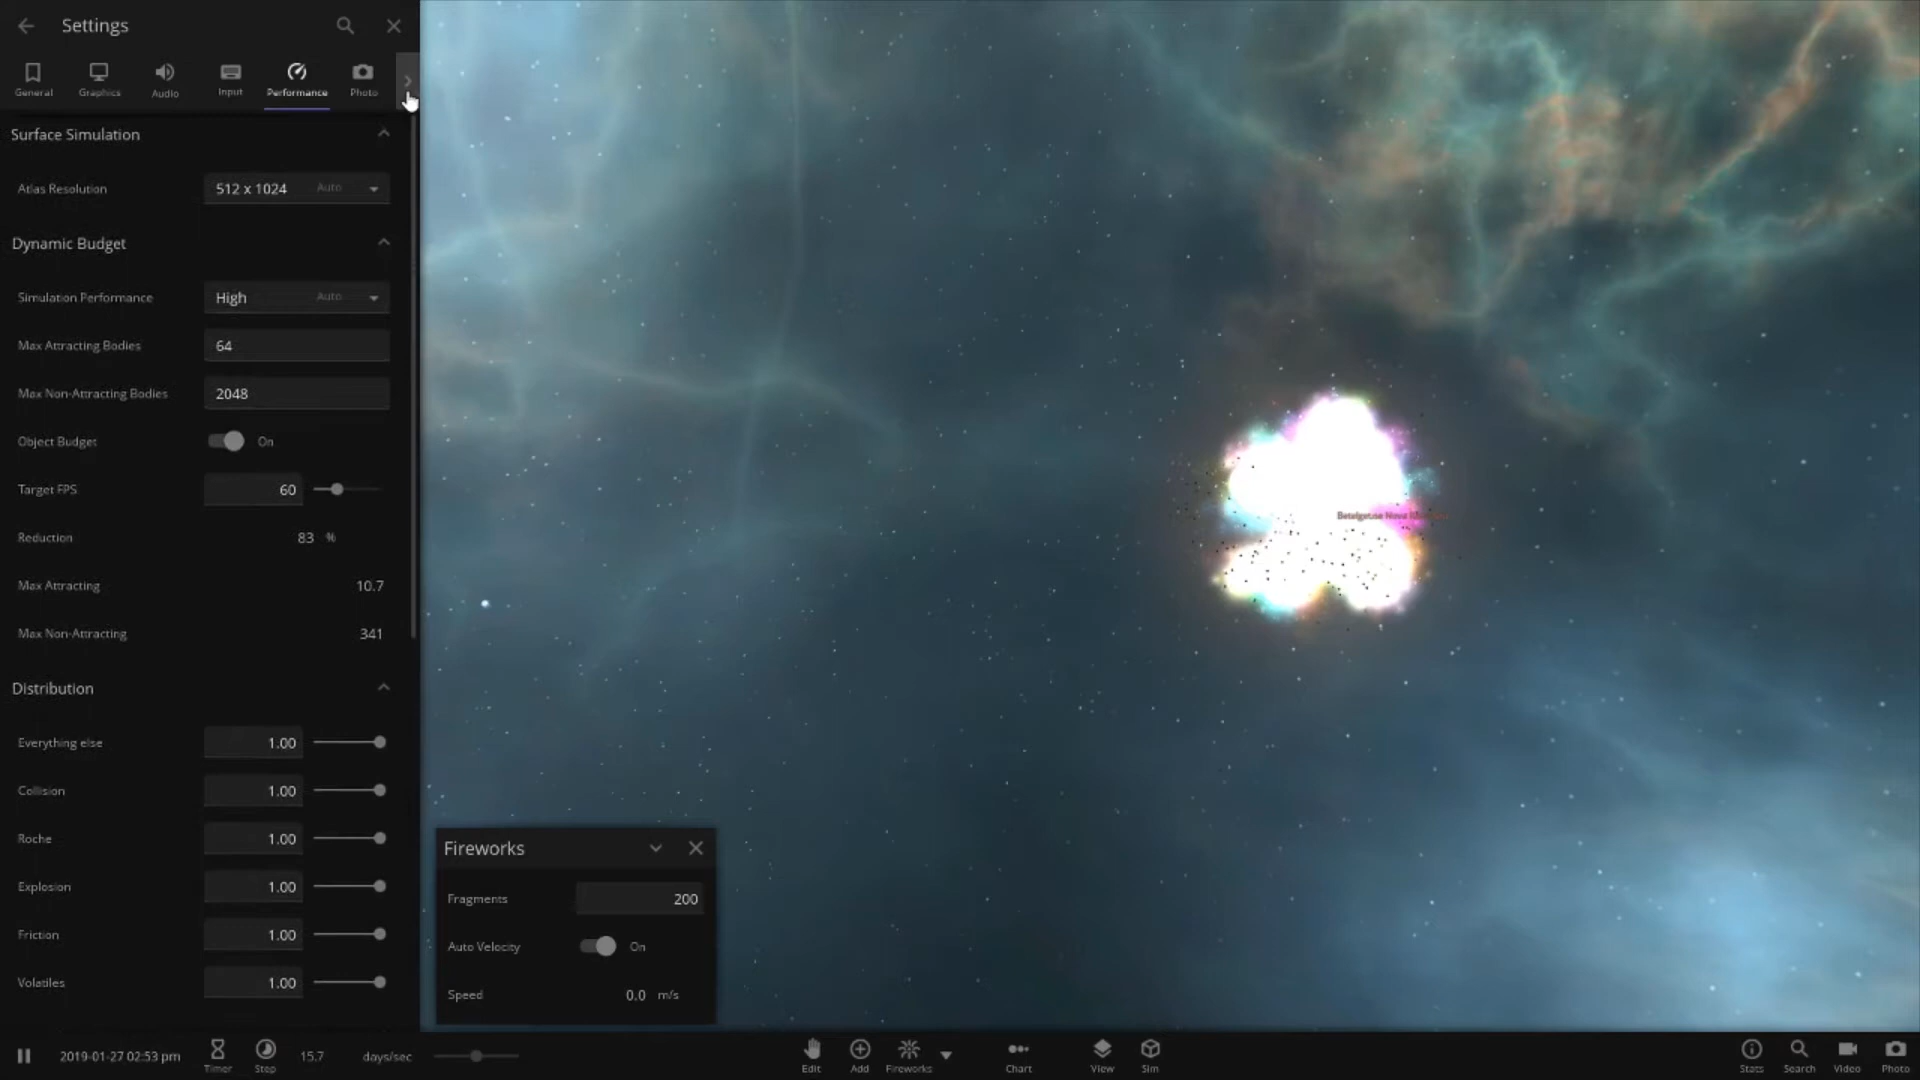 Settings
General
Graphics
Audio
Input
Performance
Photo
Surface Simulation
Atlas Resolution 512 x 1024 Auto
Dynamic Budget
Simulation Performance High Auto
Max Attracting Bodies 64
Max Non-Attracting Bodies 2048
Object Budget On
Target FPS 60
Reduction 83 %
Max Attracting 10.7
Max Non-Attracting 341
Distribution
Everything else 1.00
Collision 1.00
Roche 1.00
Explosion 1.00
Friction 1.00
Volatiles 1.00
Betelgeuse Nova
Fireworks
Fragments 200
Auto Velocity On
Speed 0.0 m/s
2019-01-27 02:53 pm
Timer
Step
15.7 days/sec
Edit
Add
Fireworks
Chart
View
Sim
Stats
Search
Video
Photo